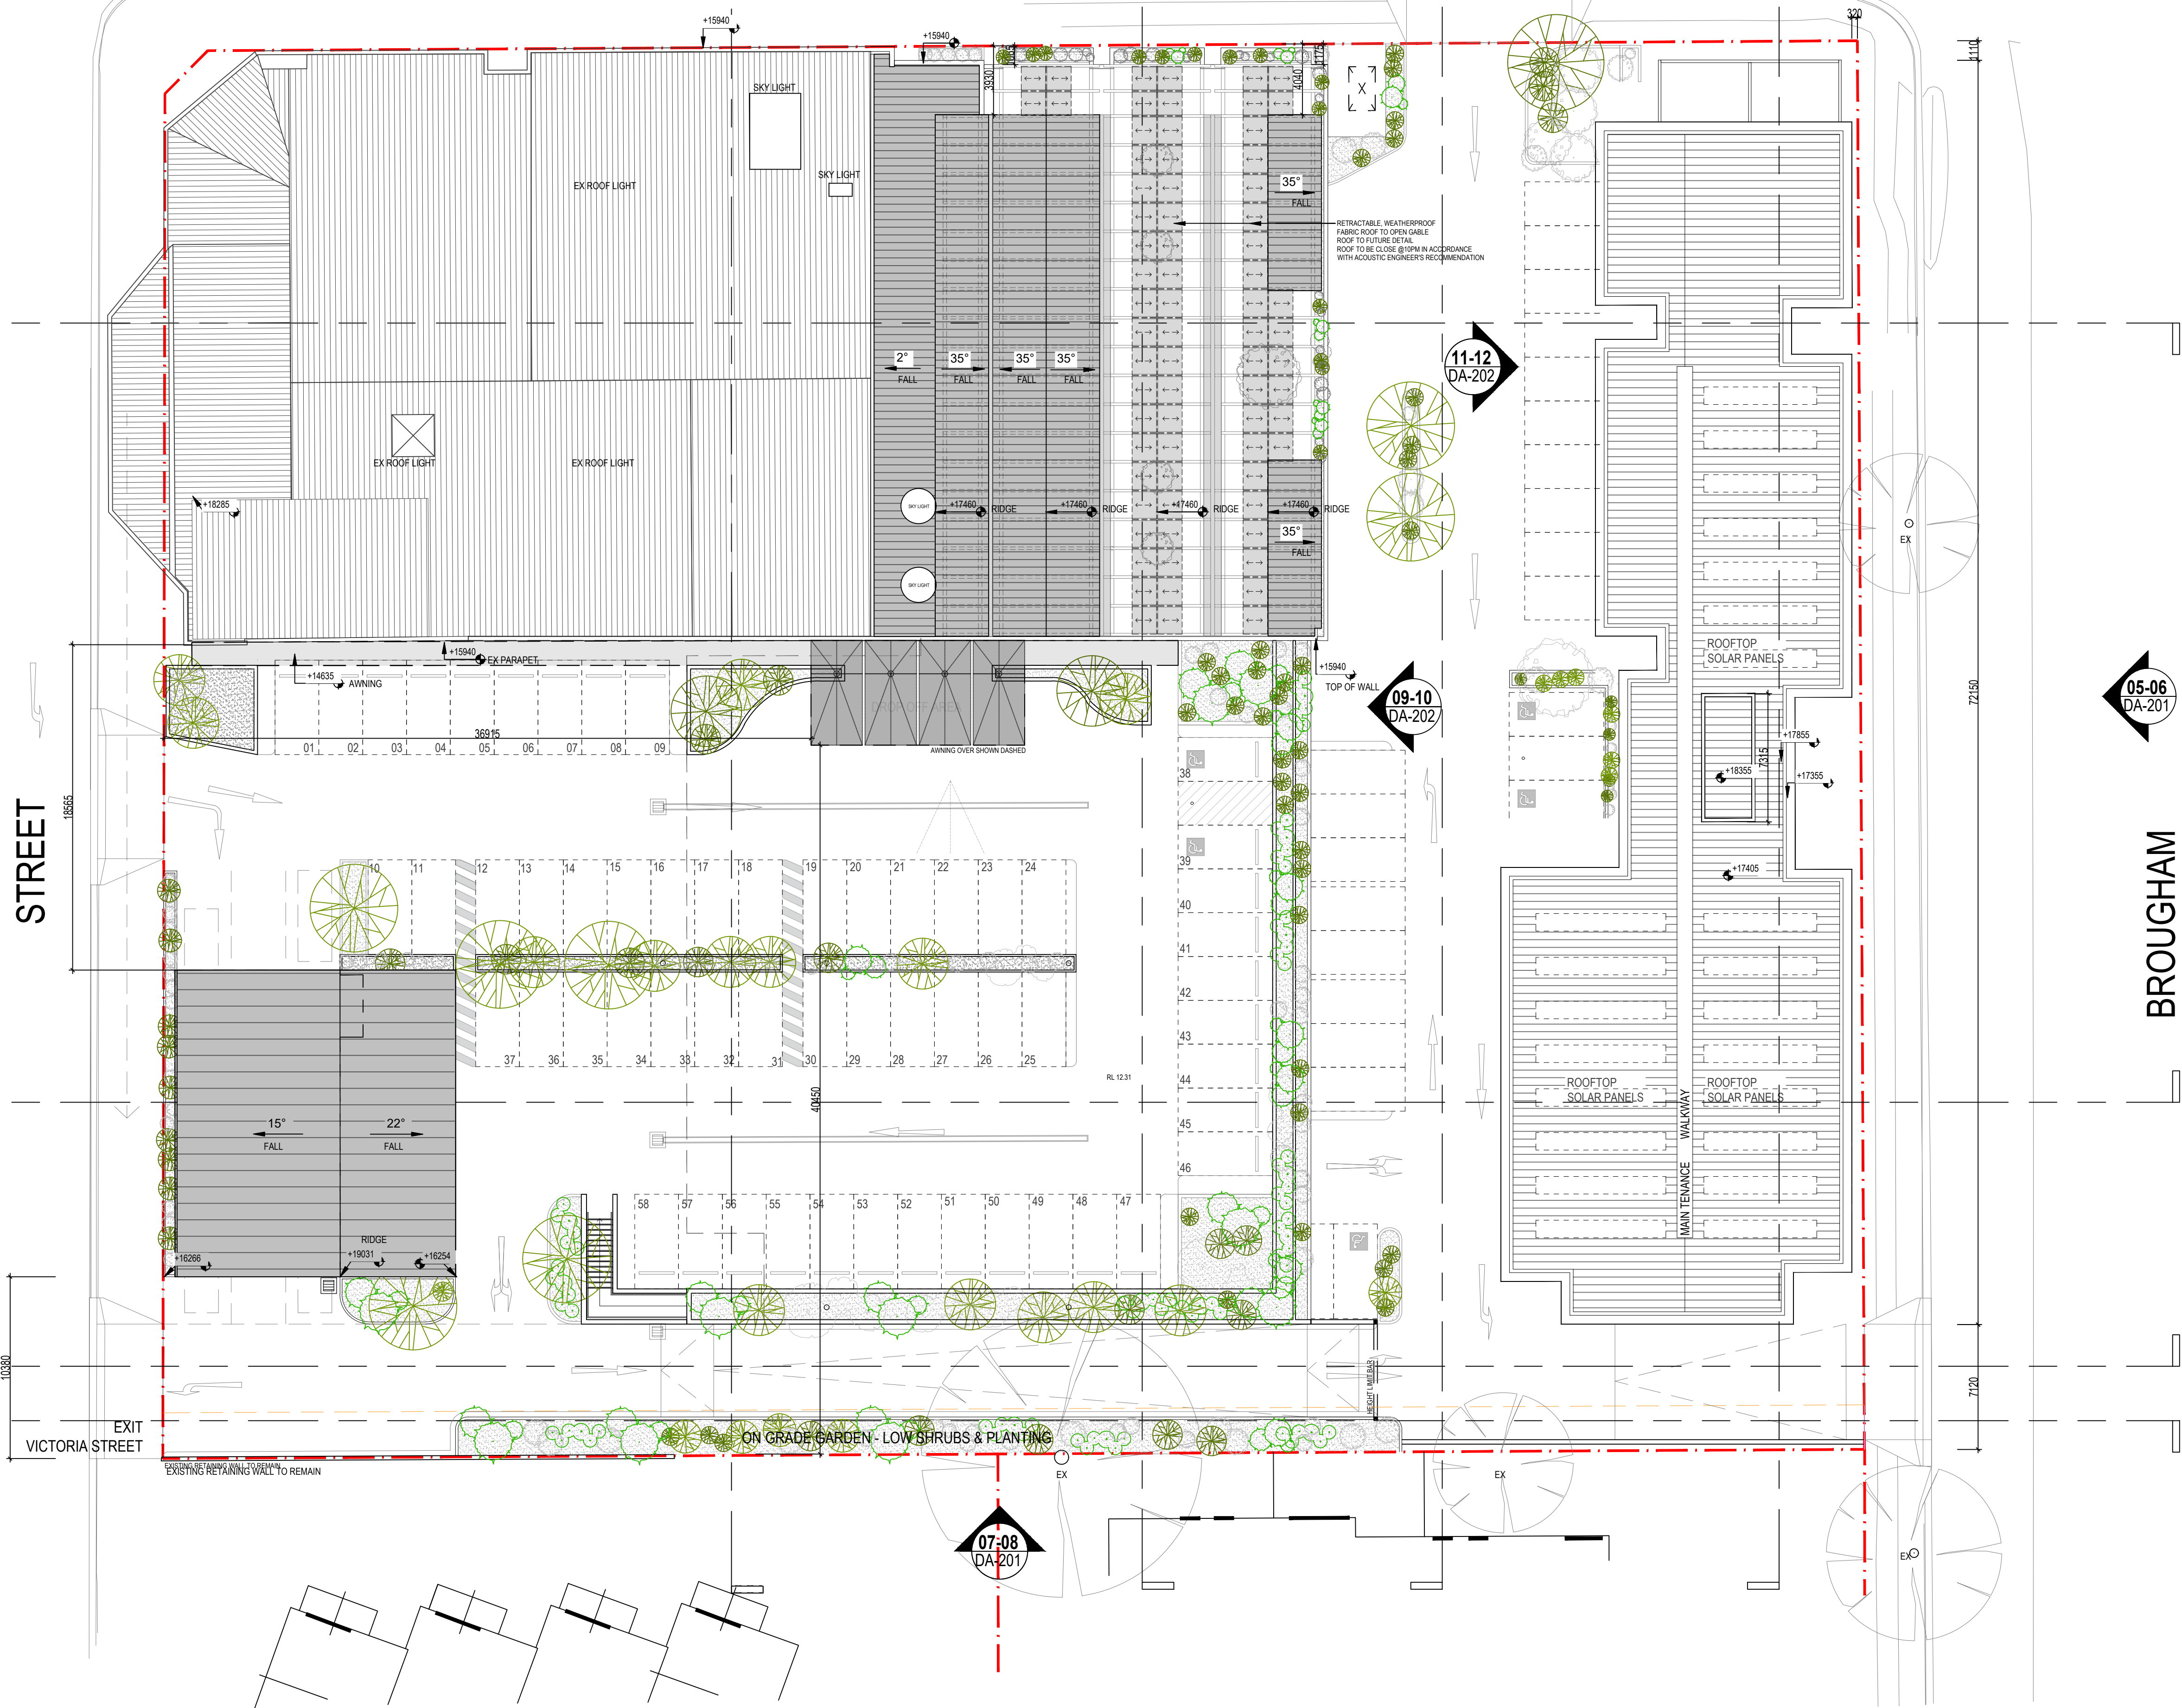 +15940
+15940
320
1110
1065
3930
4040
1175
SKY LIGHT
SKY LIGHT
EX ROOF LIGHT
X
35°
FALL
RETRACTABLE, WEATHERPROOF
FABRIC ROOF TO OPEN GABLE
ROOF TO FUTURE DETAIL
ROOF TO BE CLOSE @10PM IN ACCORDANCE
WITH ACOUSTIC ENGINEER'S RECOMMENDATION
2°
FALL
35°
FALL
35°
FALL
35°
FALL
11-12
DA-202
EX ROOF LIGHT
EX ROOF LIGHT
+18285
SKY LIGHT
+17460
RIDGE
+17460
RIDGE
+17460
RIDGE
+17460
RIDGE
35°
FALL
EX
SKY LIGHT
+15940
EX PARAPET
+14635
AWNING
+15940
TOP OF WALL
ROOFTOP
SOLAR PANELS
09-10
DA-202
05-06
DA-201
72150
DROP OFF AREA
36915
AWNING OVER SHOWN DASHED
01
02
03
04
05
06
07
08
09
+17855
7315
+18355
+17355
38
18565
STREET
BROUGHAM
10
11
12
13
14
15
16
17
18
19
20
21
22
23
24
39
+17405
40
41
42
43
37
36
35
34
33
32
31
30
29
28
27
26
25
RL 12.31
44
45
46
40450
ROOFTOP
SOLAR PANELS
ROOFTOP
SOLAR PANELS
MAIN TENANCE WALKWAY
15°
FALL
22°
FALL
58
57
56
55
54
53
52
51
50
49
48
47
RIDGE
+16266
+19031
+16254
10380
HEIGHT LIMIT BAR
7120
EXIT
VICTORIA STREET
ON GRADE GARDEN - LOW SHRUBS & PLANTING
EXISTING RETAINING WALL TO REMAIN
EXISTING RETAINING WALL TO REMAIN
EX
EX
07-08
DA-201
EX